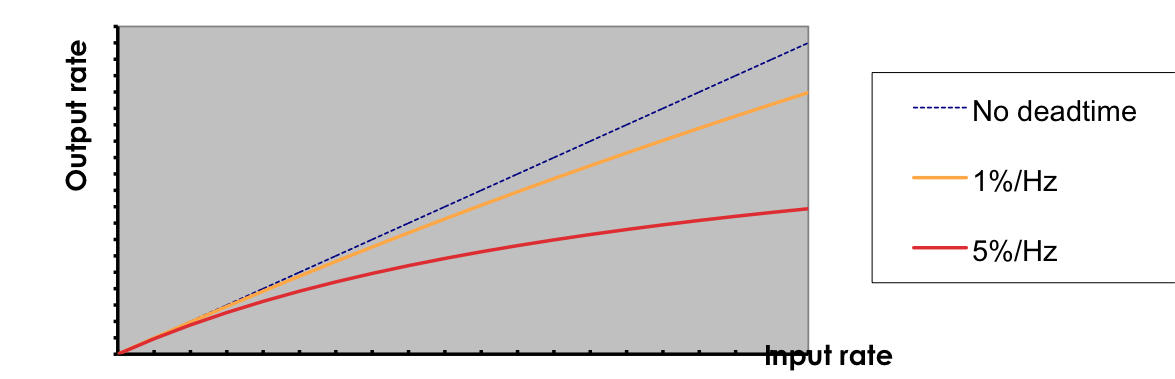 Output rate
No deadtime
1%/Hz
5%/Hz
Input rate